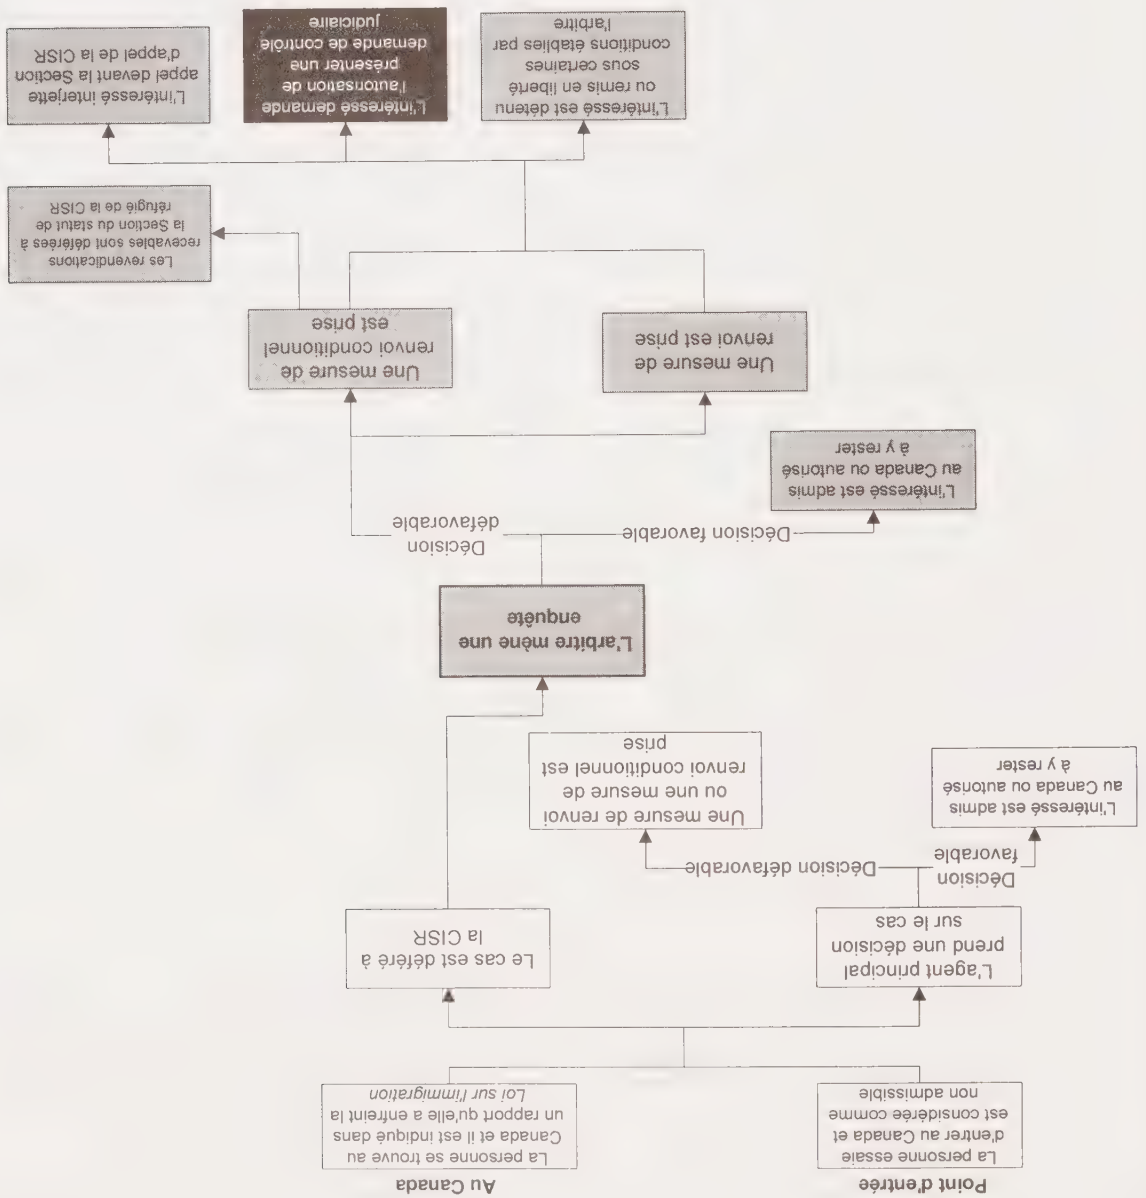 Point d'entrée
Au Canada
La personne essaie
d'entrer au Canada et
est considérée comme
non admissible
La personne se trouve au
Canada et il est indiqué dans
un rapport qu'elle a enfreint la
Loi sur l'immigration
L'agent principal
prend une décision
sur le cas
Le cas est déféré à
la CISR
Décision
favorable
Décision défavorable
L'intéressé est admis
au Canada ou autorisé
à y rester
Une mesure de renvoi
ou une mesure de
renvoi conditionnel est
prise
L'arbitre mène une
enquête
Décision favorable
Décision
défavorable
L'intéressé est admis
au Canada ou autorisé
à y rester
Une mesure de
renvoi est prise
Une mesure de
renvoi conditionnel
est prise
Les revendications
recevables sont déférées à
la Section du statut de
réfugié de la CISR
L'intéressé est détenu
ou remis en liberté
sous certaines
conditions établies par
l'arbitre
L'intéressé demande
l'autorisation de
présenter une
demande de contrôle
judiciaire
L'intéressé interjette
appel devant la Section
d'appel de la CISR